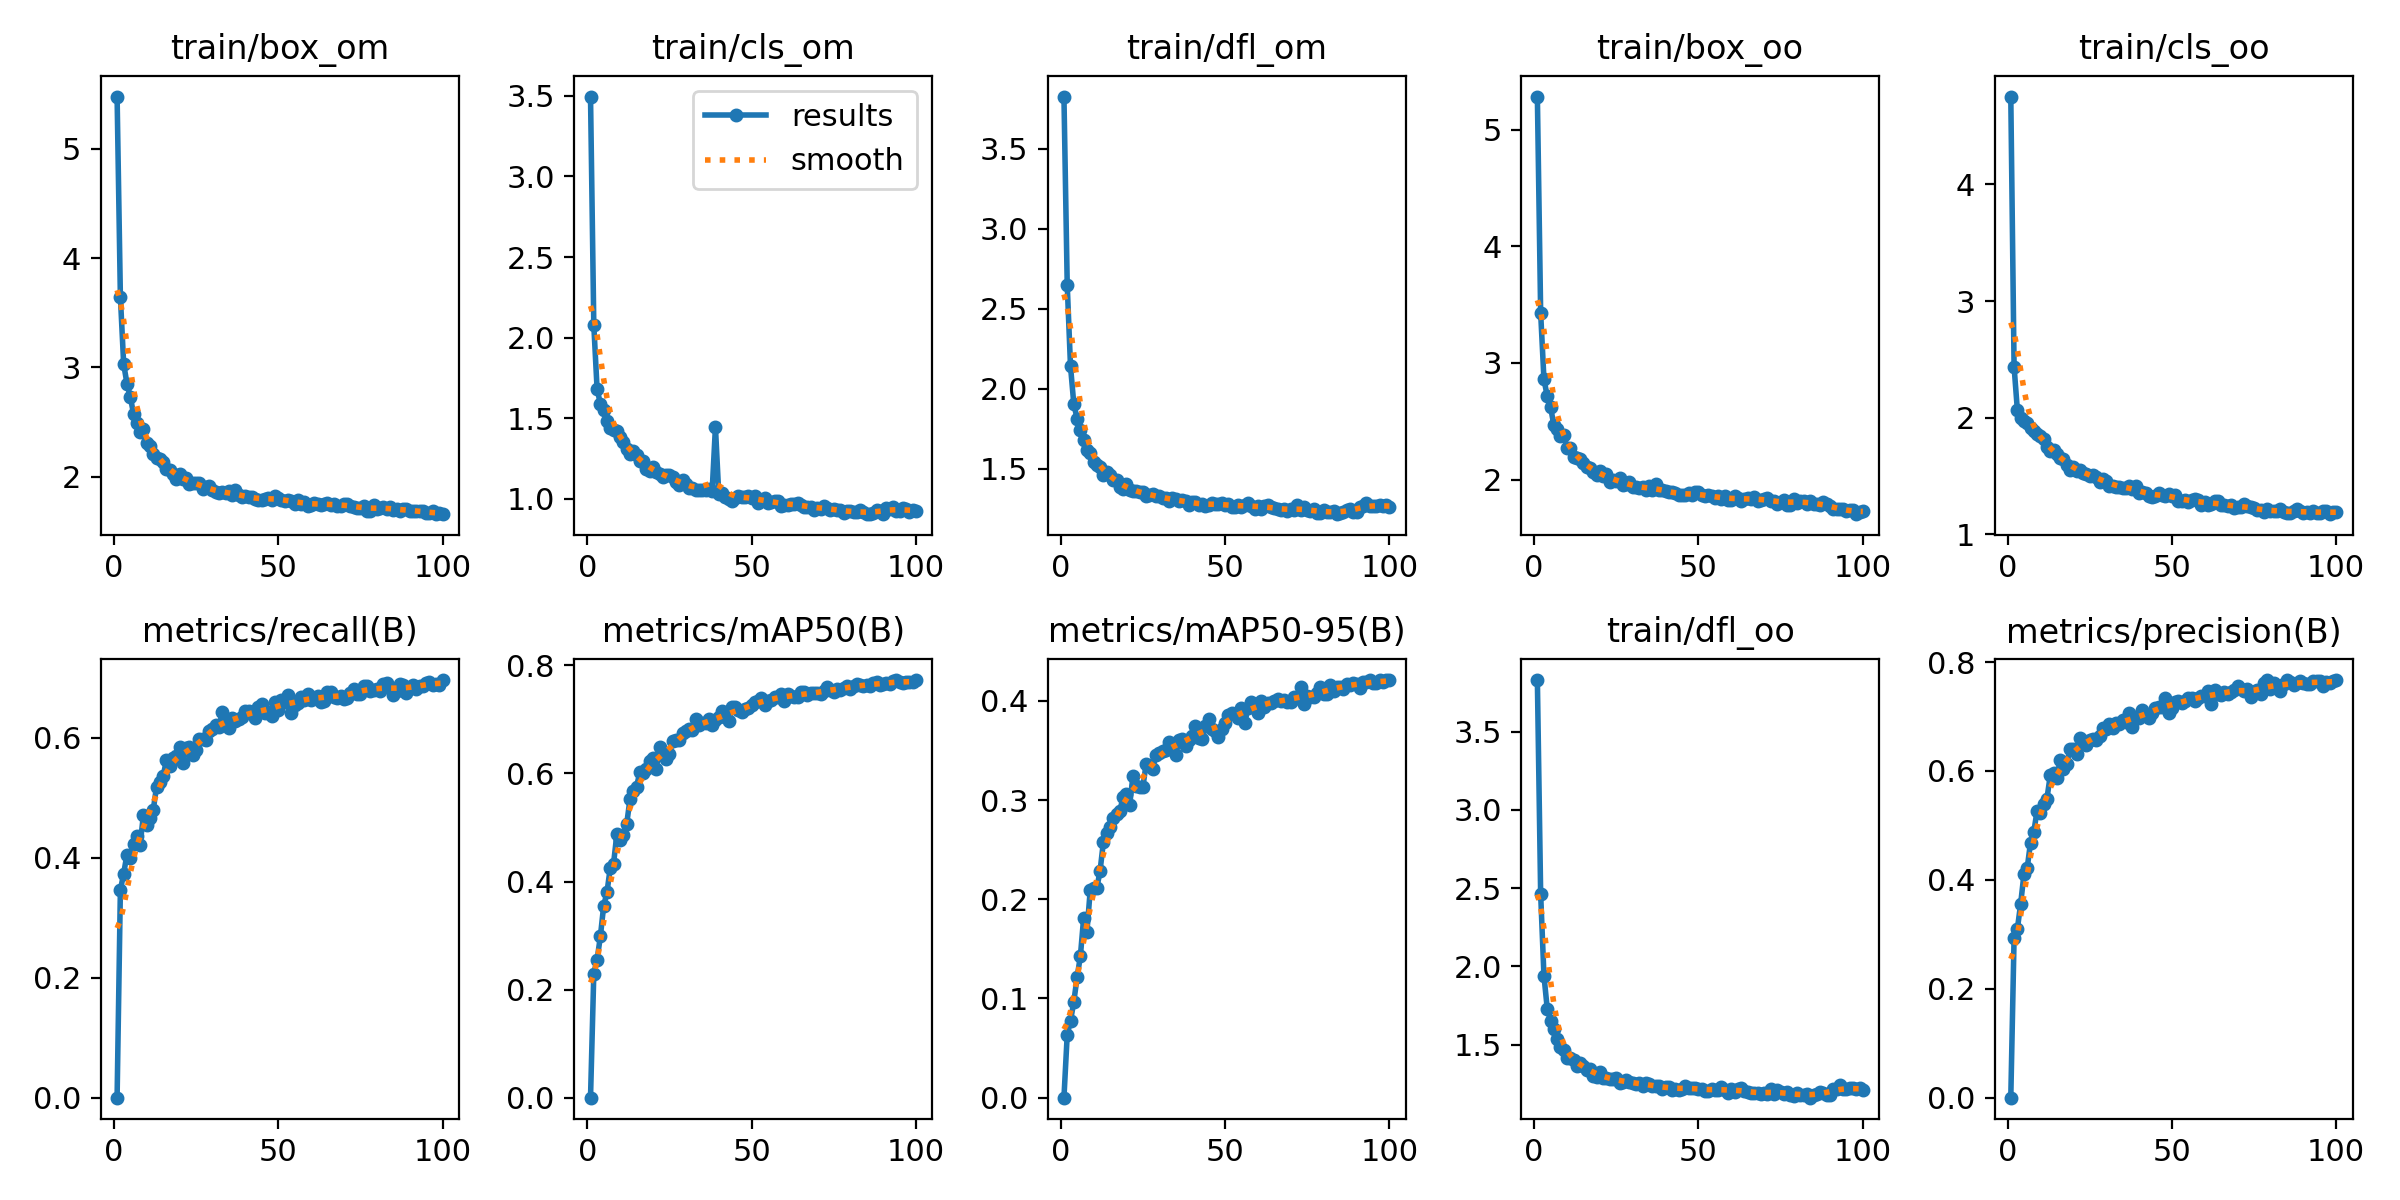 train/box_om
5
4
3
2
0 50 100
train/cls_om
results
smooth
3.5
3.0
2.5
2.0
1.5
1.0
0 50 100
train/dfl_om
3.5
3.0
2.5
2.0
1.5
0 50 100
train/box_oo
5
4
3
2
0 50 100
train/cls_oo
4
3
2
1
0 50 100
metrics/recall(B)
0.6
0.4
0.2
0.0
0 50 100
metrics/mAP50(B)
0.8
0.6
0.4
0.2
0.0
0 50 100
metrics/mAP50-95(B)
0.4
0.3
0.2
0.1
0.0
0 50 100
train/dfl_oo
3.5
3.0
2.5
2.0
1.5
0 50 100
metrics/precision(B)
0.8
0.6
0.4
0.2
0.0
0 50 100